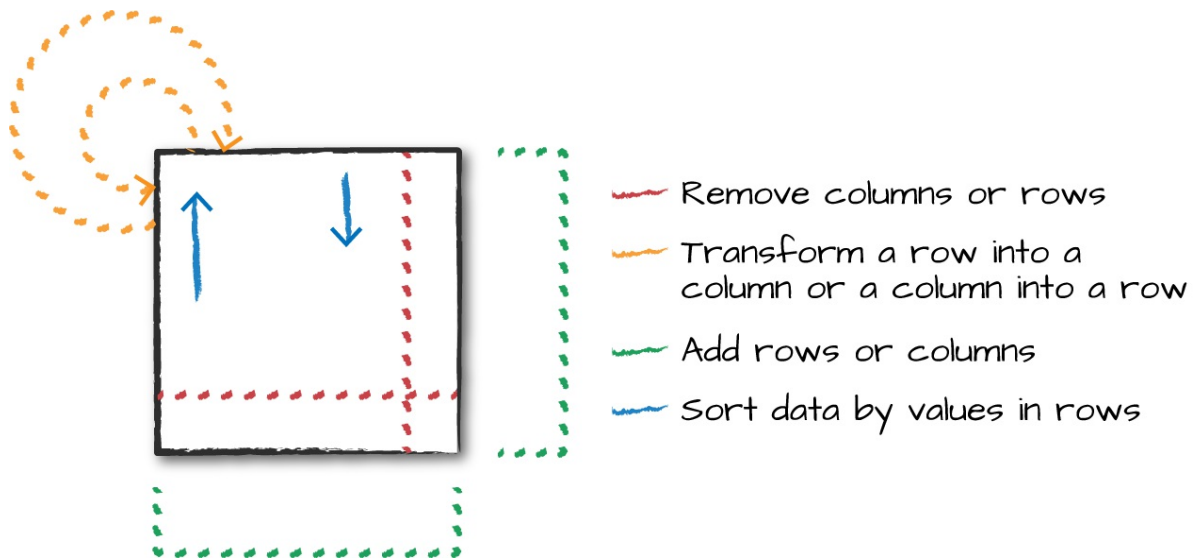 Remove columns or rows
Transform a row into a
column or a column into a row
Add rows or columns
Sort data by values in rows